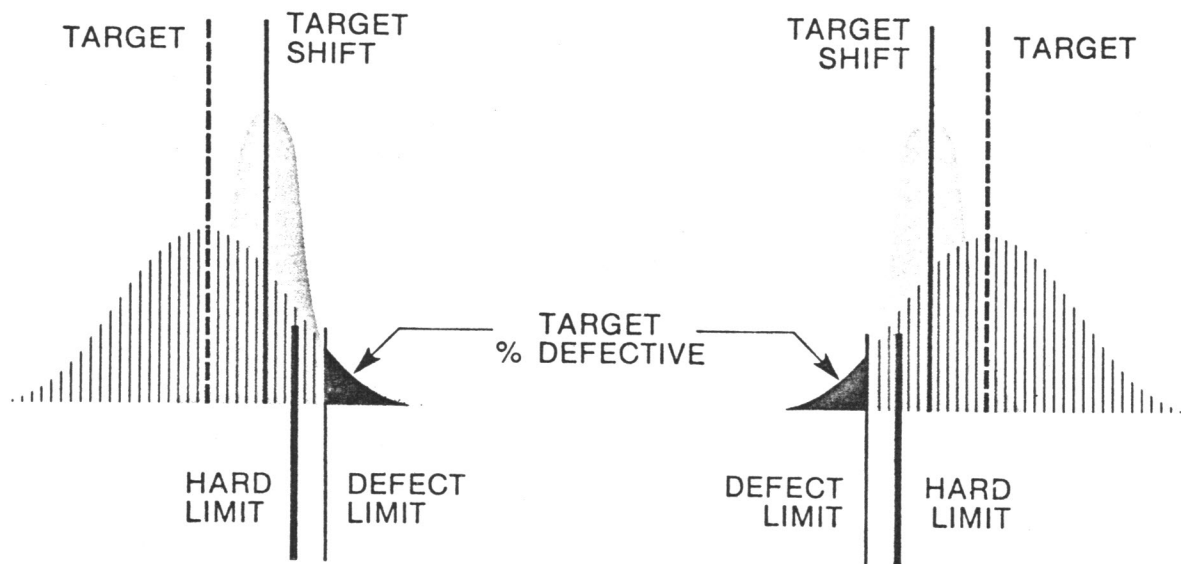 TARGET
TARGET
SHIFT
TARGET
SHIFT
TARGET
TARGET
% DEFECTIVE
HARD
LIMIT
DEFECT
LIMIT
DEFECT
LIMIT
HARD
LIMIT